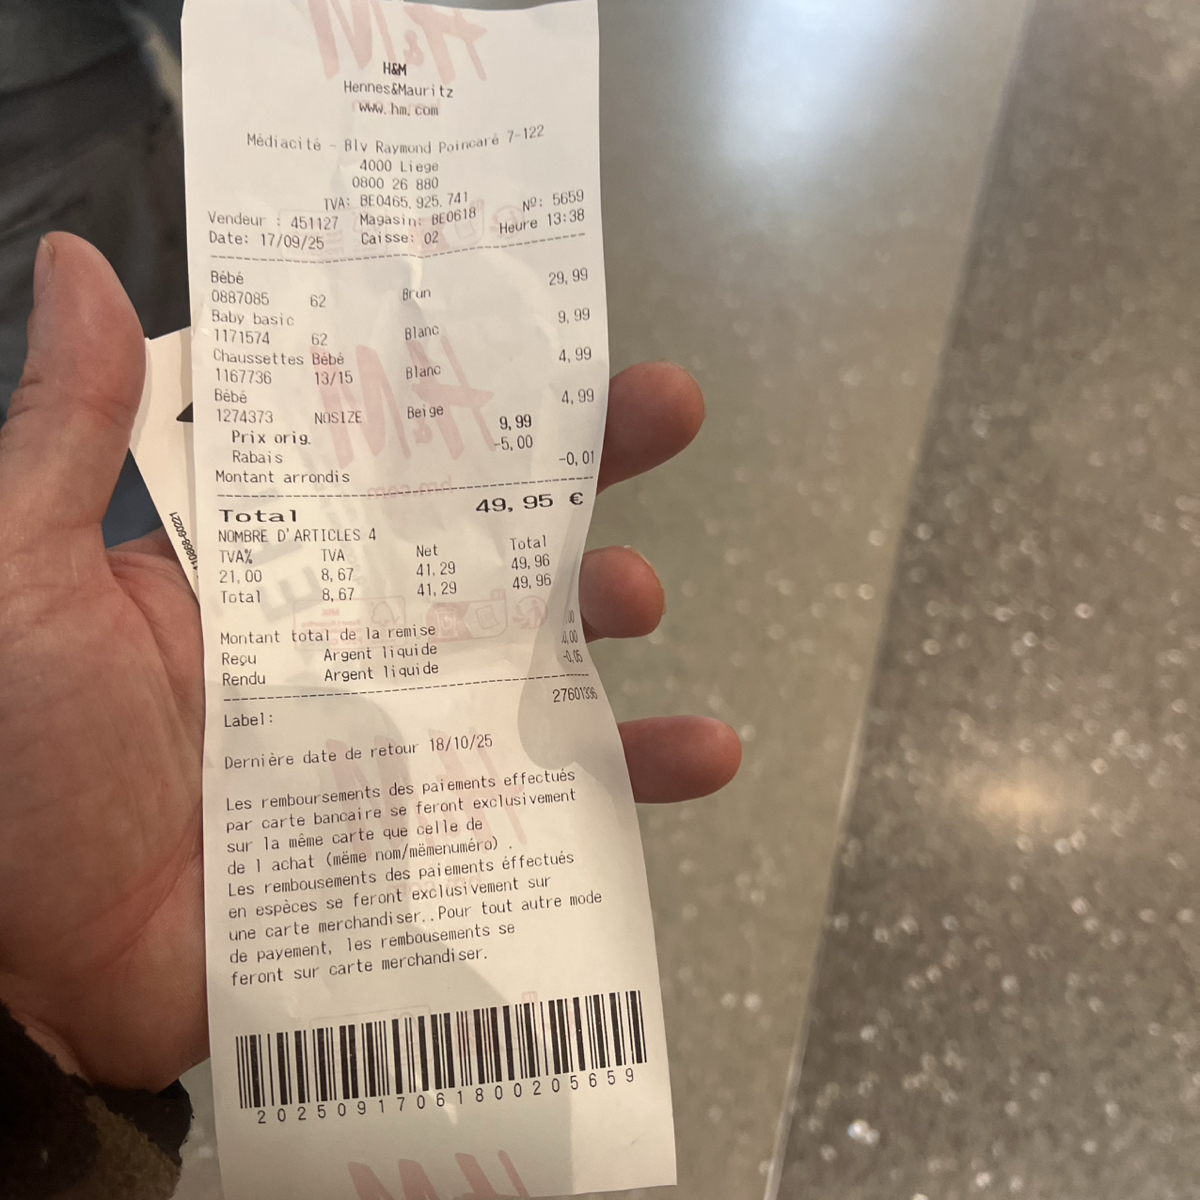 H&M
H&M
Hennes&Mauritz
www.hm.com
Médiacité - Blv Raymond Poincaré 7-122
4000 Liege
0800 26 880
TVA: BE0465.925.741 Nº: 5659
Vendeur : 451127 Magasin: BE0618 Heure 13:38
Date: 17/09/25 Caisse: 02
Bébé 29,99
0887085 62 Brun
Baby basic 9,99
1171574 62 Blanc
Chaussettes Bébé 4,99
1167736 13/15 Blanc
Bébé 4,99
1274373 NOSIZE Beige
Prix orig. 9,99
Rabais -5,00
Montant arrondis -0,01
Total 49,95 €
NOMBRE D'ARTICLES 4
TVA% TVA Net Total
21,00 8,67 41,29 49,96
Total 8,67 41,29 49,96
Montant total de la remise
Reçu Argent liquide
Rendu Argent liquide -0,05
Label:
Dernière date de retour 18/10/25
Les remboursements des paiements effectués
par carte bancaire se feront exclusivement
sur la même carte que celle de
de l achat (mëme nom/mëmenuméro) .
Les rembousements des paiements éffectués
en espèces se feront exclusivement sur
une carte merchandiser..Pour tout autre mode
de payement, les rembousements se
feront sur carte merchandiser.
20250917061800205659